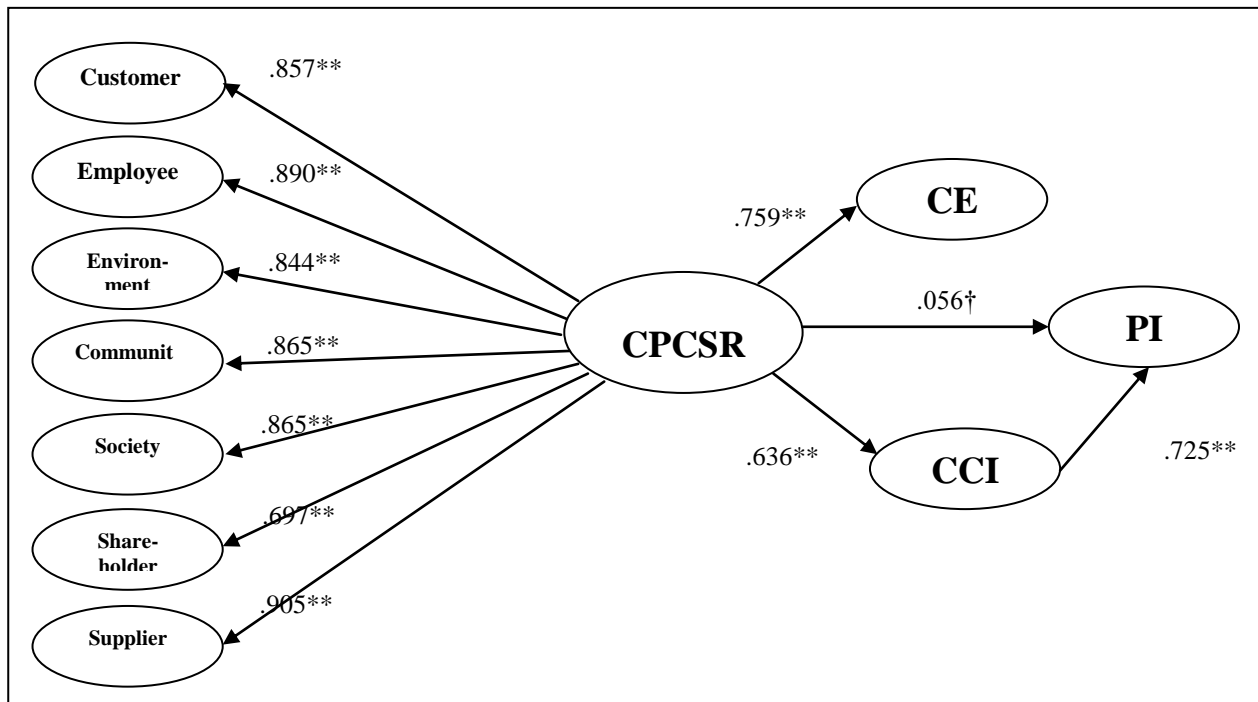 Customer
.857**
Employee
.890**
Environ-
ment
.844**
Communit
.865**
Society
.865**
Share-
holder
.697**
Supplier
.905**
CPCSR
.759**
CE
.056†
PI
.636**
CCI
.725**